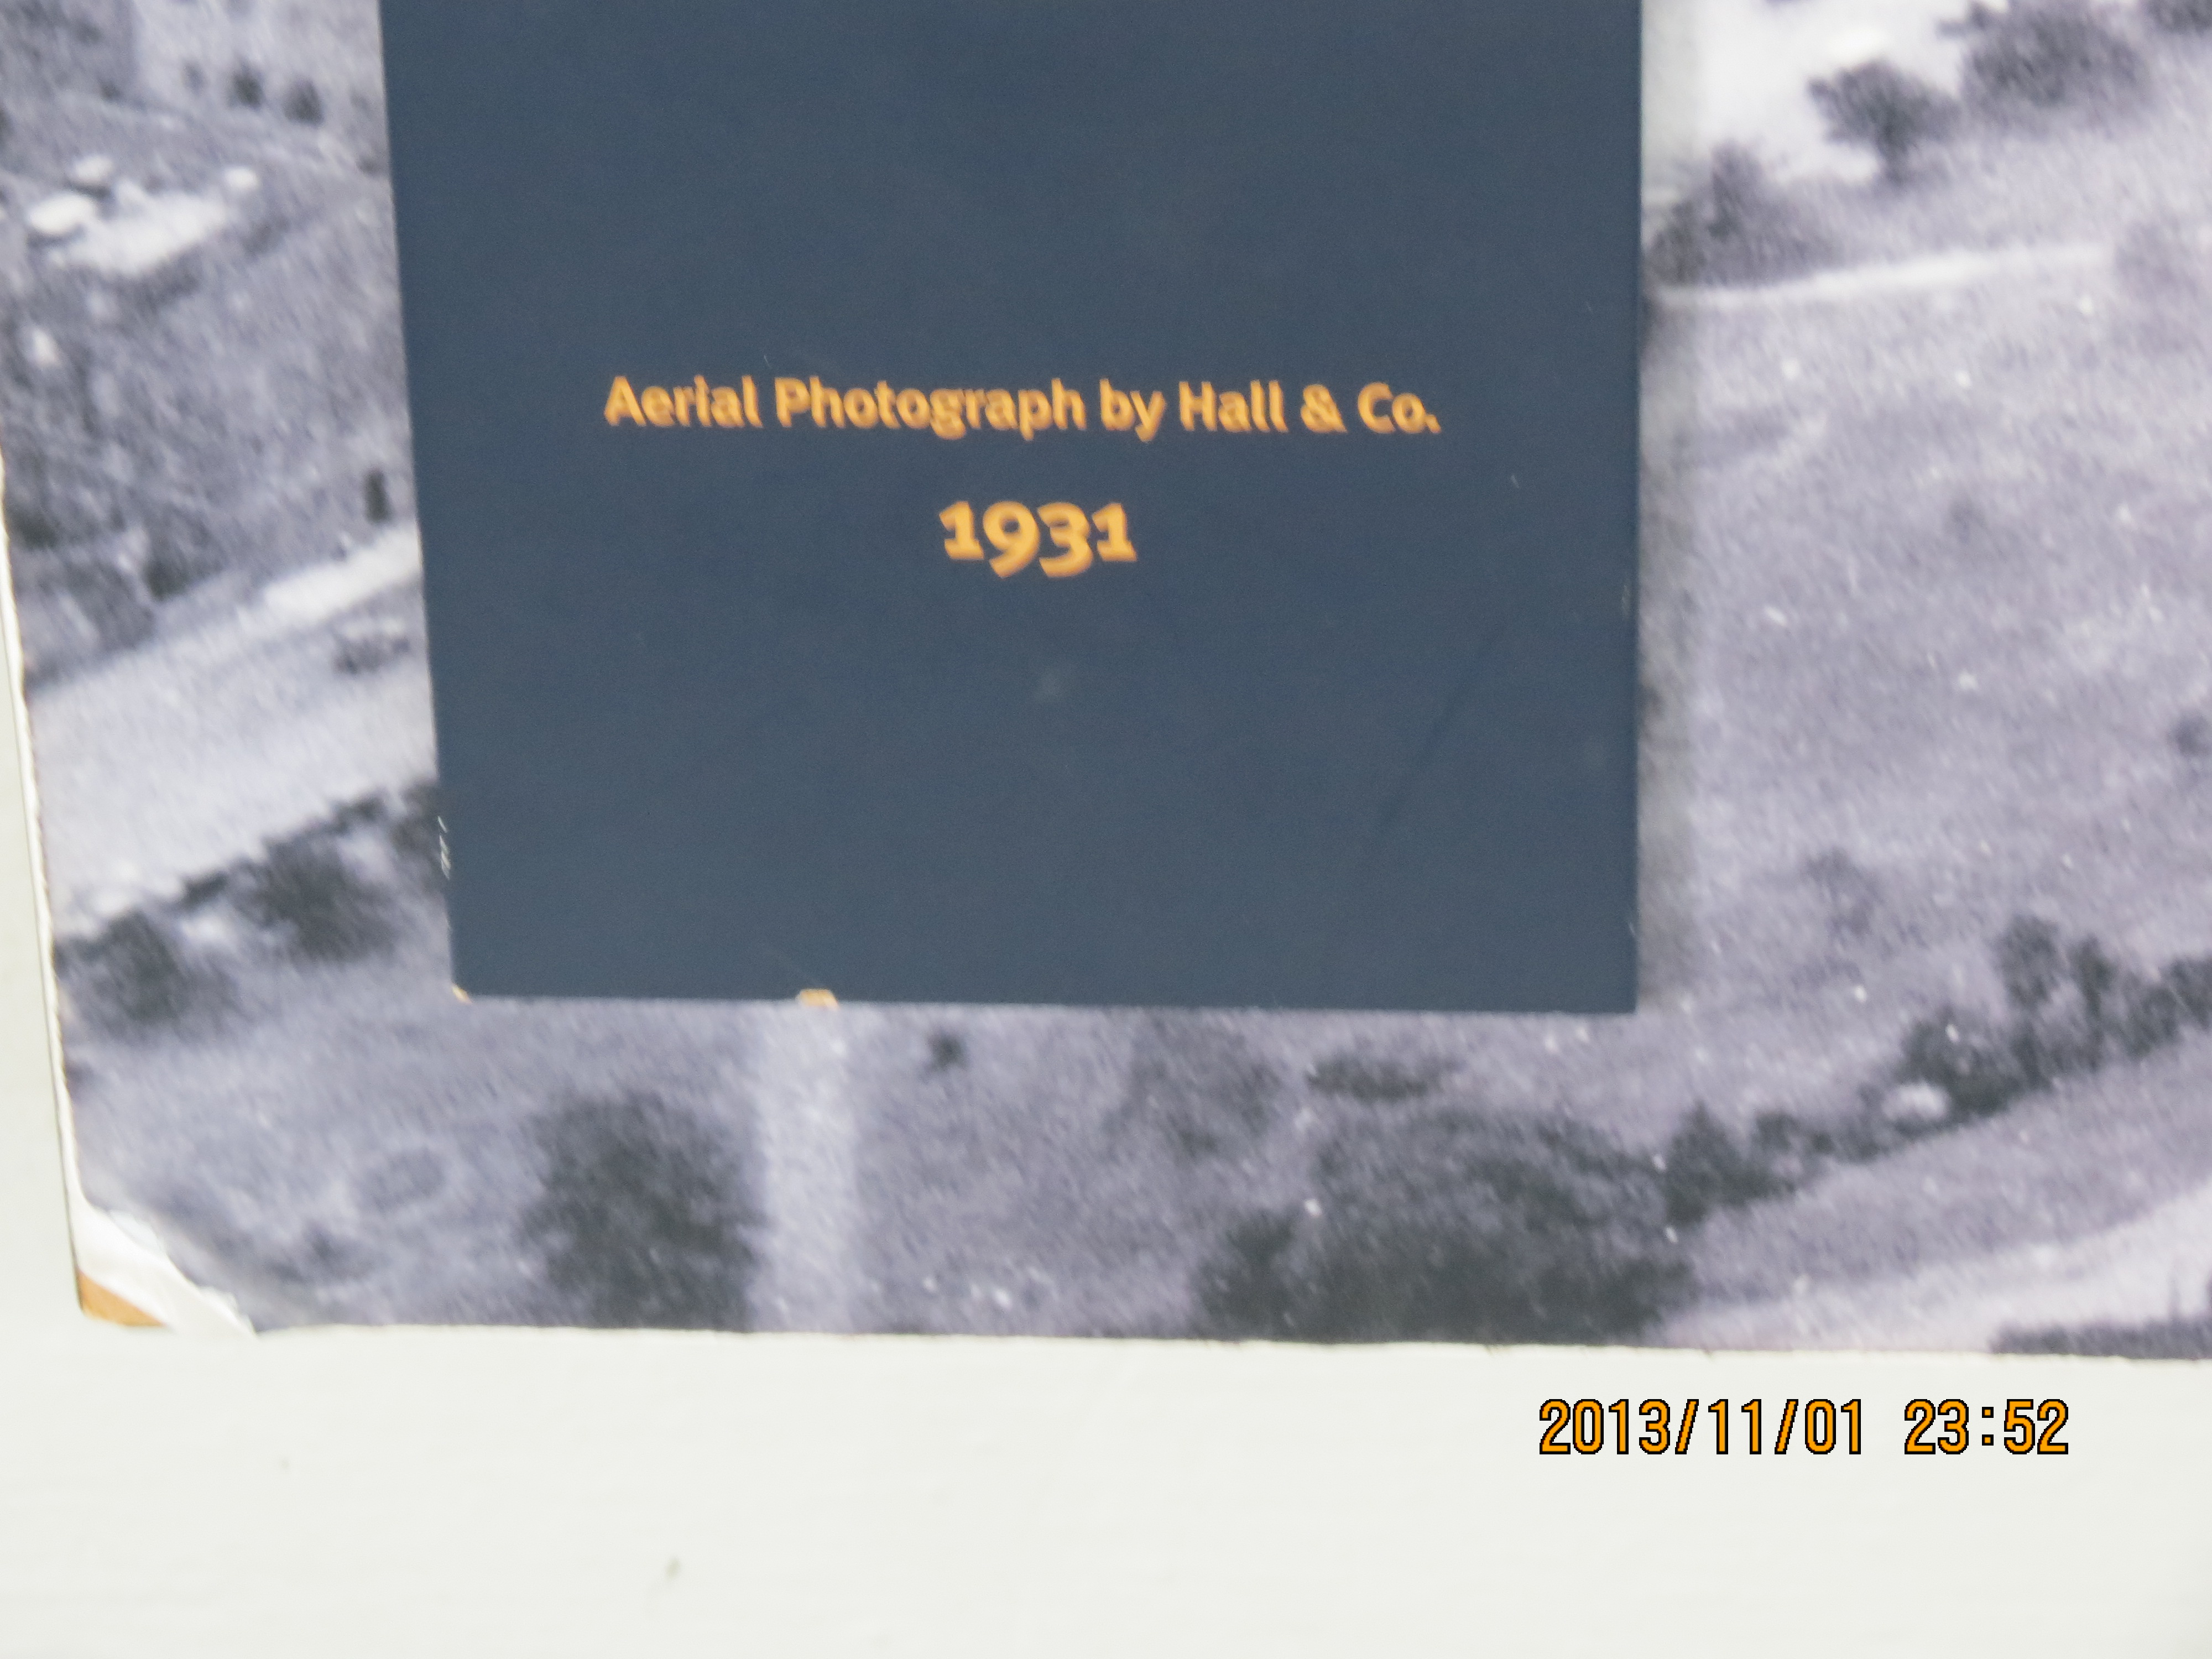 Aerial Photograph by Hall & Co.
1931
2013/11/01 23:52